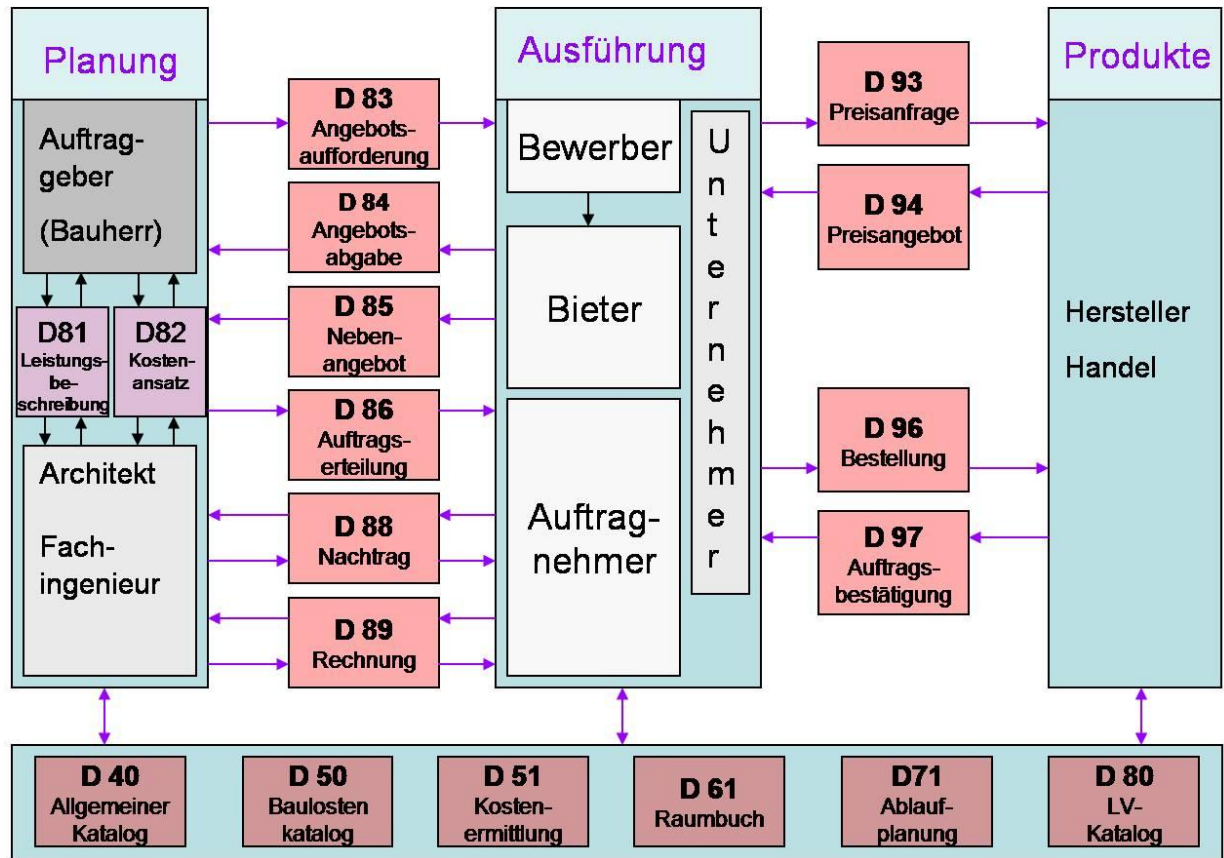 Planung
Auftrag-
geber
(Bauherr)
D81
Leistungs-
be-
schreibung
D82
Kosten-
ansatz
Architekt
Fach-
ingenieur
D 83
Angebots-
aufforderung
D 84
Angebots-
abgabe
D 85
Neben-
angebot
D 86
Auftrags-
erteilung
D 88
Nachtrag
D 89
Rechnung
Ausführung
Bewerber
Bieter
Auftrag-
nehmer
U
n
t
e
r
n
e
h
m
e
r
D 93
Preisanfrage
D 94
Preisangebot
D 96
Bestellung
D 97
Auftrags-
bestätigung
Produkte
Hersteller
Handel
D 40
Allgemeiner
Katalog
D 50
Baulosten
katalog
D 51
Kosten-
ermittlung
D 61
Raumbuch
D71
Ablauf-
planung
D 80
LV-
Katalog